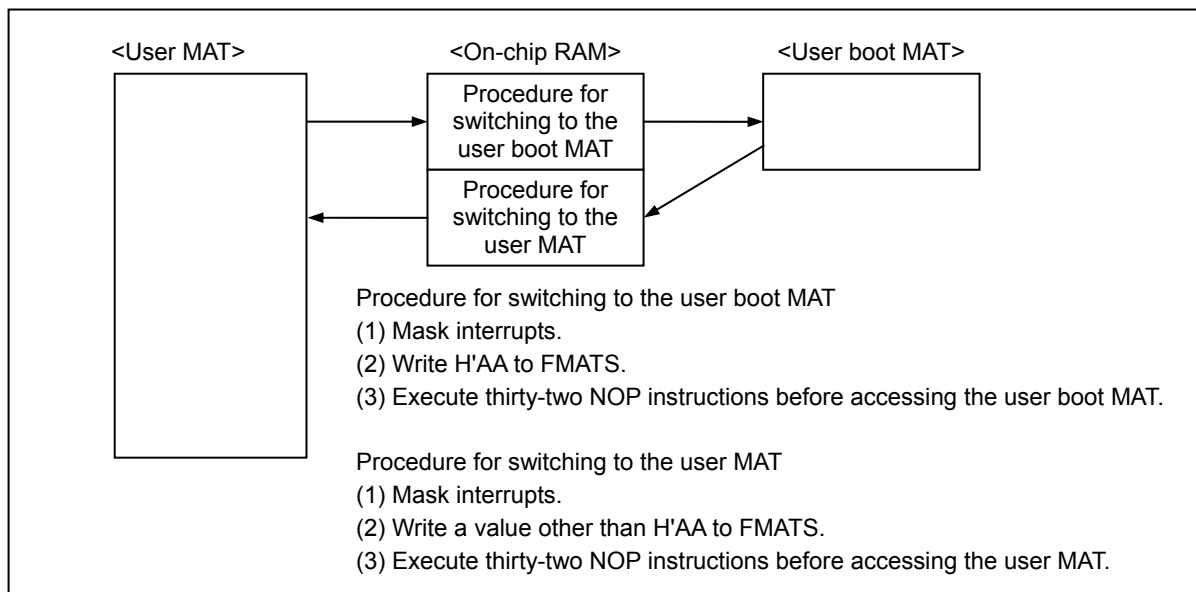 <User MAT>
<On-chip RAM>
<User boot MAT>
Procedure for
switching to the
user boot MAT
Procedure for
switching to the
user MAT
Procedure for switching to the user boot MAT
(1) Mask interrupts.
(2) Write H'AA to FMATS.
(3) Execute thirty-two NOP instructions before accessing the user boot MAT.
Procedure for switching to the user MAT
(1) Mask interrupts.
(2) Write a value other than H'AA to FMATS.
(3) Execute thirty-two NOP instructions before accessing the user MAT.